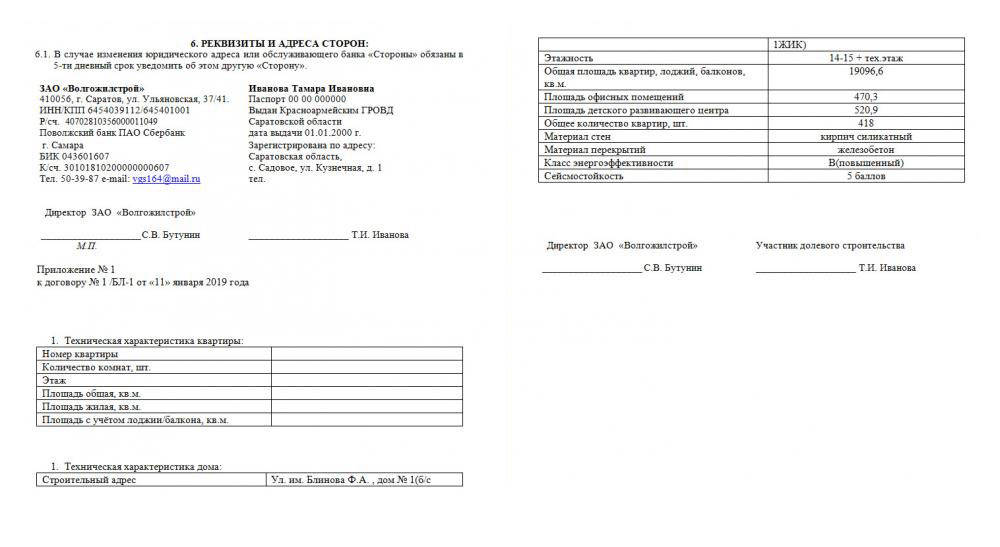 6. РЕКВИЗИТЫ И АДРЕСА СТОРОН:
6.1. В случае изменения юридического адреса или обслуживающего банка «Стороны» обязаны в
5-ти дневный срок уведомить об этом другую «Сторону».
ЗАО «Волгожилстрой»
410056, г. Саратов, ул. Ульяновская, 37/41.
ИНН/КПП 6454039112/645401001
Р/сч. 40702810356000011049
Поволжский банк ПАО Сбербанк
г. Самара
БИК 043601607
К/сч. 30101810200000000607
Тел. 50-39-87 e-mail: vgs164@mail.ru
Иванова Тамара Ивановна
Паспорт 00 00 000000
Выдан Красноармейским ГРОВД
Саратовской области
дата выдачи 01.01.2000 г.
Зарегистрирована по адресу:
Саратовская область,
с. Садовое, ул. Кузнечная, д. 1
тел.
Директор ЗАО «Волгожилстрой»
____________________С.В. Бутунин ____________________ Т.И. Иванова
М.П.
Приложение № 1
к договору № 1 /БЛ-1 от «11» января 2019 года
1. Техническая характеристика квартиры:
Номер квартиры
Количество комнат, шт.
Этаж
Площадь общая, кв.м.
Площадь жилая, кв.м.
Площадь с учётом лоджии/балкона, кв.м.
1. Техническая характеристика дома:
Строительный адрес Ул. им. Блинова Ф.А. , дом № 1(б/с
1ЖИК)
Этажность 14-15 + тех.этаж
Общая площадь квартир, лоджий, балконов, 19096,6
кв.м.
Площадь офисных помещений 470,3
Площадь детского развивающего центра 520,9
Общее количество квартир, шт. 418
Материал стен кирпич силикатный
Материал перекрытий железобетон
Класс энергоэффективности В(повышенный)
Сейсмостойкость 5 баллов
Директор ЗАО «Волгожилстрой» Участник долевого строительства
____________________ С.В. Бутунин ____________________ Т.И. Иванова